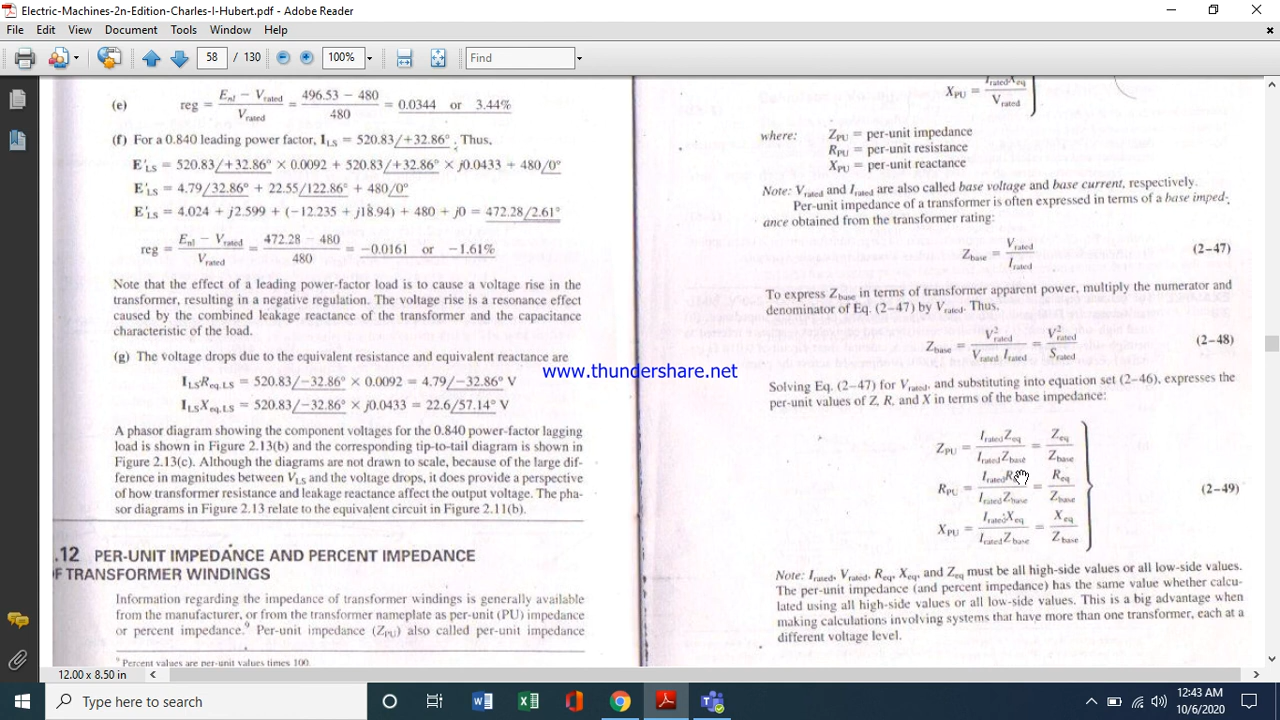 Electric-Machines-2n-Edition-Charles-I-Hubert.pdf - Adobe Reader
File Edit View Document Tools Window Help
58 / 130 100% Find
(e) reg = (E_nl − V_rated)/V_rated = (496.53 − 480)/480 = 0.0344 or 3.44%
(f) For a 0.840 leading power factor, I_LS = 520.83/+32.86°. Thus,
E'_LS = 520.83/+32.86° × 0.0092 + 520.83/+32.86° × j0.0433 + 480/0°
E'_LS = 4.79/32.86° + 22.55/122.86° + 480/0°
E'_LS = 4.024 + j2.599 + (−12.235 + j18.94) + 480 + j0 = 472.28/2.61°
reg = (E_nl − V_rated)/V_rated = (472.28 − 480)/480 = −0.0161 or −1.61%
Note that the effect of a leading power-factor load is to cause a voltage rise in the
transformer, resulting in a negative regulation. The voltage rise is a resonance effect
caused by the combined leakage reactance of the transformer and the capacitance
characteristic of the load.
(g) The voltage drops due to the equivalent resistance and equivalent reactance are
I_LS R_eq,LS = 520.83/−32.86° × 0.0092 = 4.79/−32.86° V
I_LS X_eq,LS = 520.83/−32.86° × j0.0433 = 22.6/57.14° V
A phasor diagram showing the component voltages for the 0.840 power-factor lagging
load is shown in Figure 2.13(b) and the corresponding tip-to-tail diagram is shown in
Figure 2.13(c). Although the diagrams are not drawn to scale, because of the large dif-
ference in magnitudes between V_LS and the voltage drops, it does provide a perspective
of how transformer resistance and leakage reactance affect the output voltage. The pha-
sor diagrams in Figure 2.13 relate to the equivalent circuit in Figure 2.11(b).
.12 PER-UNIT IMPEDANCE AND PERCENT IMPEDANCE
F TRANSFORMER WINDINGS
Information regarding the impedance of transformer windings is generally available
from the manufacturer, or from the transformer nameplate as per-unit (PU) impedance
or percent impedance.⁹ Per-unit impedance (Z_PU) also called per-unit impedance
⁹ Percent values are per-unit values times 100.
X_PU = I_rated X_eq / V_rated
where: Z_PU = per-unit impedance
R_PU = per-unit resistance
X_PU = per-unit reactance
Note: V_rated and I_rated are also called base voltage and base current, respectively.
Per-unit impedance of a transformer is often expressed in terms of a base imped-
ance obtained from the transformer rating:
Z_base = V_rated / I_rated (2–47)
To express Z_base in terms of transformer apparent power, multiply the numerator and
denominator of Eq. (2–47) by V_rated. Thus,
Z_base = V²_rated / (V_rated I_rated) = V²_rated / S_rated (2–48)
Solving Eq. (2–47) for V_rated, and substituting into equation set (2–46), expresses the
per-unit values of Z, R, and X in terms of the base impedance:
Z_PU = I_rated Z_eq / (I_rated Z_base) = Z_eq / Z_base
R_PU = I_rated R / (I_rated Z_base) = R_eq / Z_base (2–49)
X_PU = I_rated X_eq / (I_rated Z_base) = X_eq / Z_base
Note: I_rated, V_rated, R_eq, X_eq, and Z_eq must be all high-side values or all low-side values.
The per-unit impedance (and percent impedance) has the same value whether calcu-
lated using all high-side values or all low-side values. This is a big advantage when
making calculations involving systems that have more than one transformer, each at a
different voltage level.
www.thundershare.net
12.00 x 8.50 in
Type here to search
12:43 AM
10/6/2020